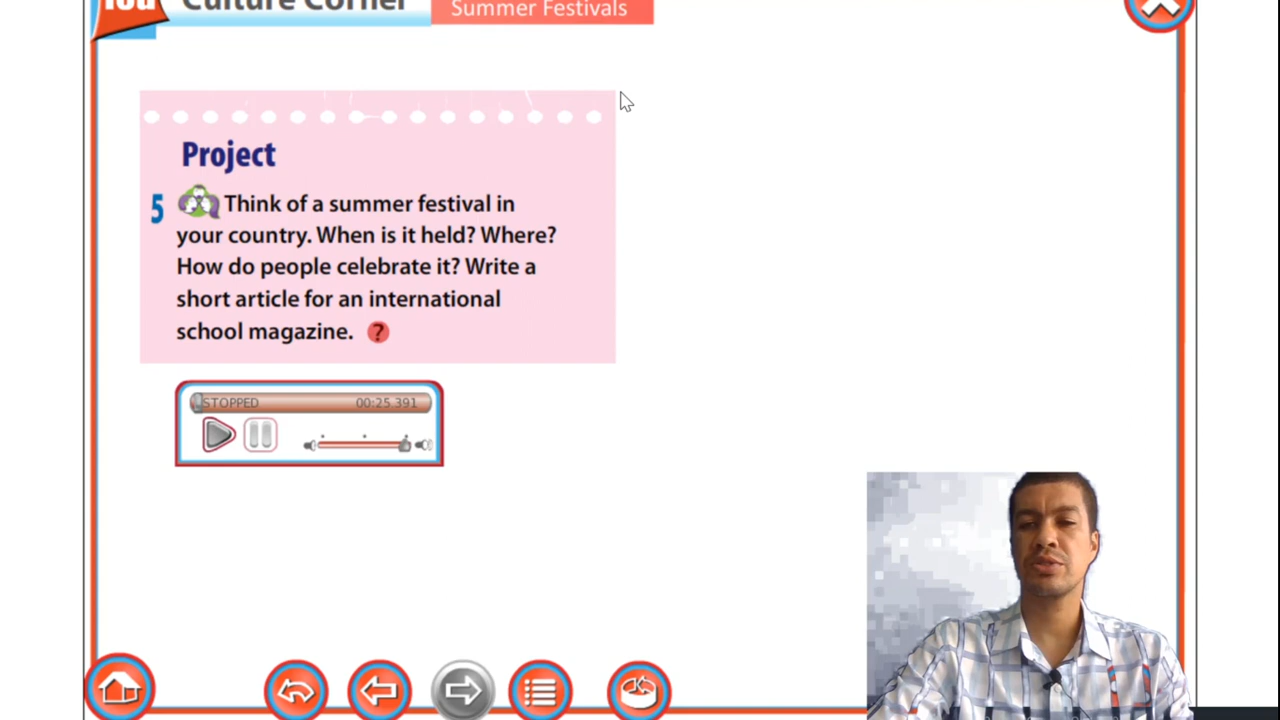 Culture Corner
Summer Festivals
Project
5 Think of a summer festival in
your country. When is it held? Where?
How do people celebrate it? Write a
short article for an international
school magazine. ?
STOPPED 00:25.391